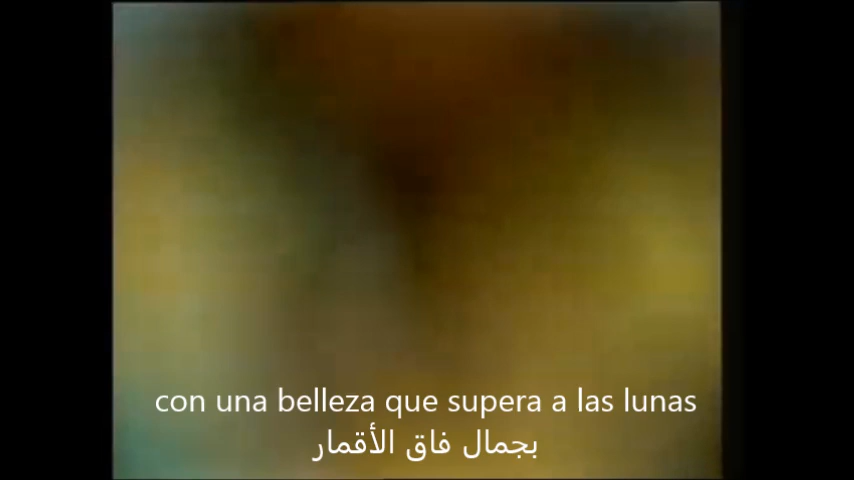 con una belleza que supera a las lunas
بجمال فاق الأقمار